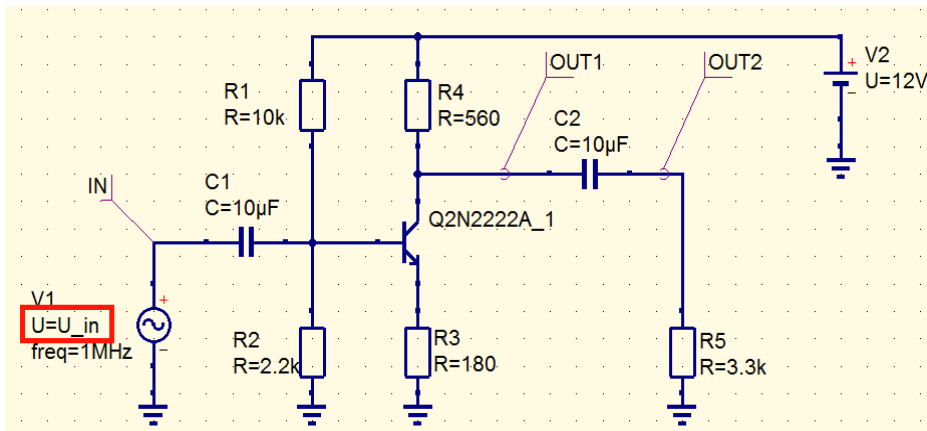 OUT1
OUT2
V2
U=12V
R1
R=10k
R4
R=560
C2
C=10µF
IN
C1
C=10µF
Q2N2222A_1
V1
U=U_in
freq=1MHz
R2
R=2.2k
R3
R=180
R5
R=3.3k